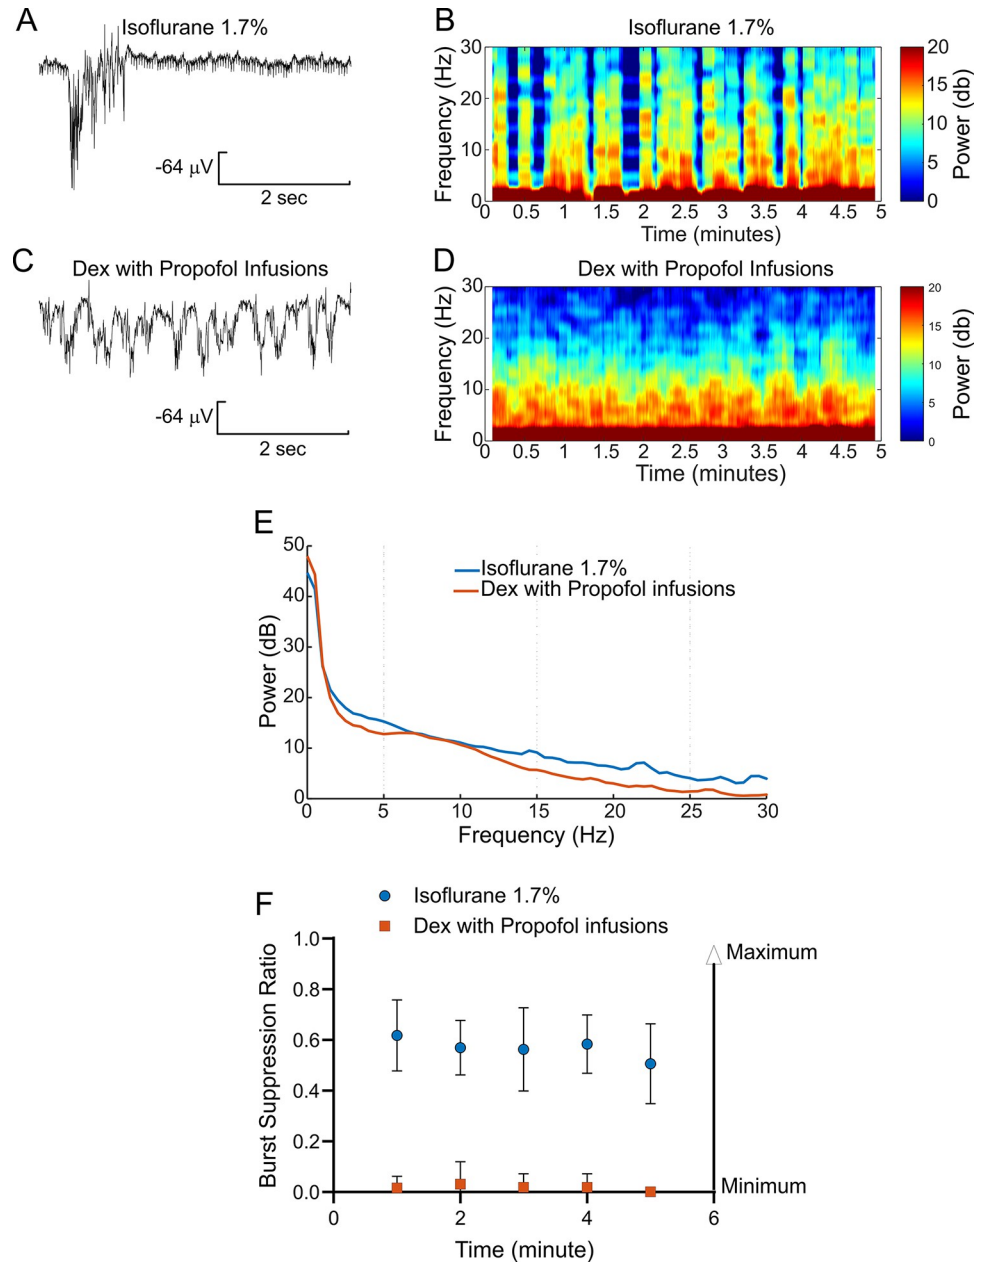 A
Isoflurane 1.7%
-64 µV
2 sec
B
Isoflurane 1.7%
Frequency (Hz)
30
20
10
0
0 0.5 1 1.5 2 2.5 3 3.5 4 4.5 5
Time (minutes)
20
15
10
5
0
Power (db)
C
Dex with Propofol Infusions
-64 µV
2 sec
D
Dex with Propofol Infusions
Frequency (Hz)
30
20
10
0
0 0.5 1 1.5 2 2.5 3 3.5 4 4.5 5
Time (minutes)
20
15
10
5
0
Power (db)
E
Power (dB)
50
40
30
20
10
0
Isoflurane 1.7%
Dex with Propofol infusions
0 5 10 15 20 25 30
Frequency (Hz)
F
Isoflurane 1.7%
Dex with Propofol infusions
Burst Suppression Ratio
1.0
0.8
0.6
0.4
0.2
0.0
Maximum
Minimum
0 2 4 6
Time (minute)